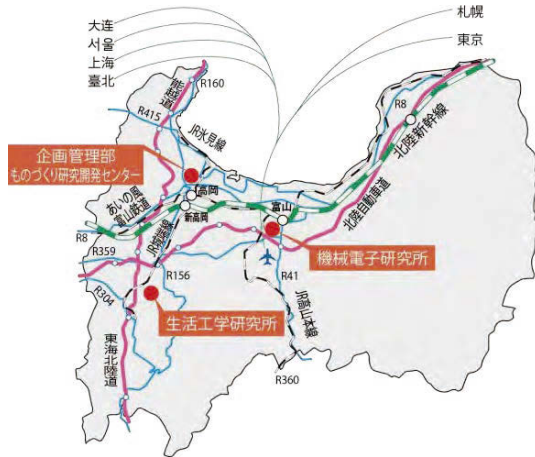 大连
서울
上海
臺北
札幌
東京
能越道
R160
R415
JR氷見線
R8
北陸新幹線
企画管理部
ものづくり研究開発センター
高岡
あいの風
富山鉄道
新高岡
富山
北陸自動車道
R8
R359
JR城端線
R156
R304
機械電子研究所
R41
生活工学研究所
JR高山本線
東海北陸道
R360